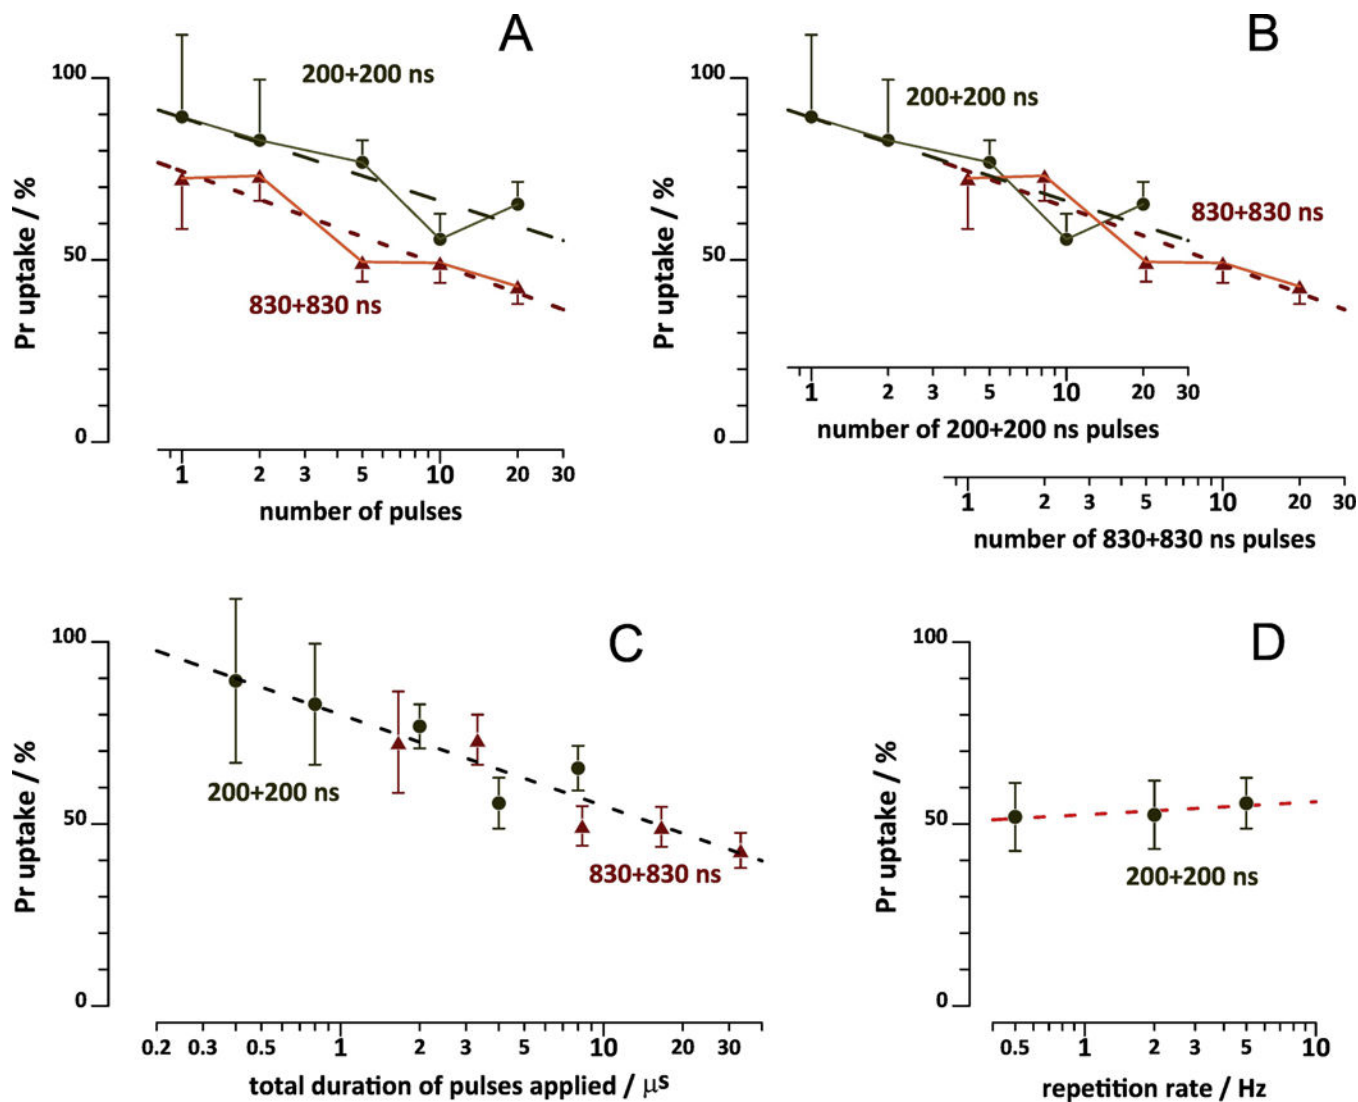 A
200+200 ns
830+830 ns
Pr uptake / %
100
50
0
1 2 3 5 10 20 30
number of pulses
B
200+200 ns
830+830 ns
Pr uptake / %
100
50
0
1 2 3 5 10 20 30
number of 200+200 ns pulses
1 2 3 5 10 20 30
number of 830+830 ns pulses
C
200+200 ns
830+830 ns
Pr uptake / %
100
50
0
0.2 0.3 0.5 1 2 3 5 10 20 30
total duration of pulses applied / μs
D
200+200 ns
Pr uptake / %
100
50
0
0.5 1 2 5 10
repetition rate / Hz